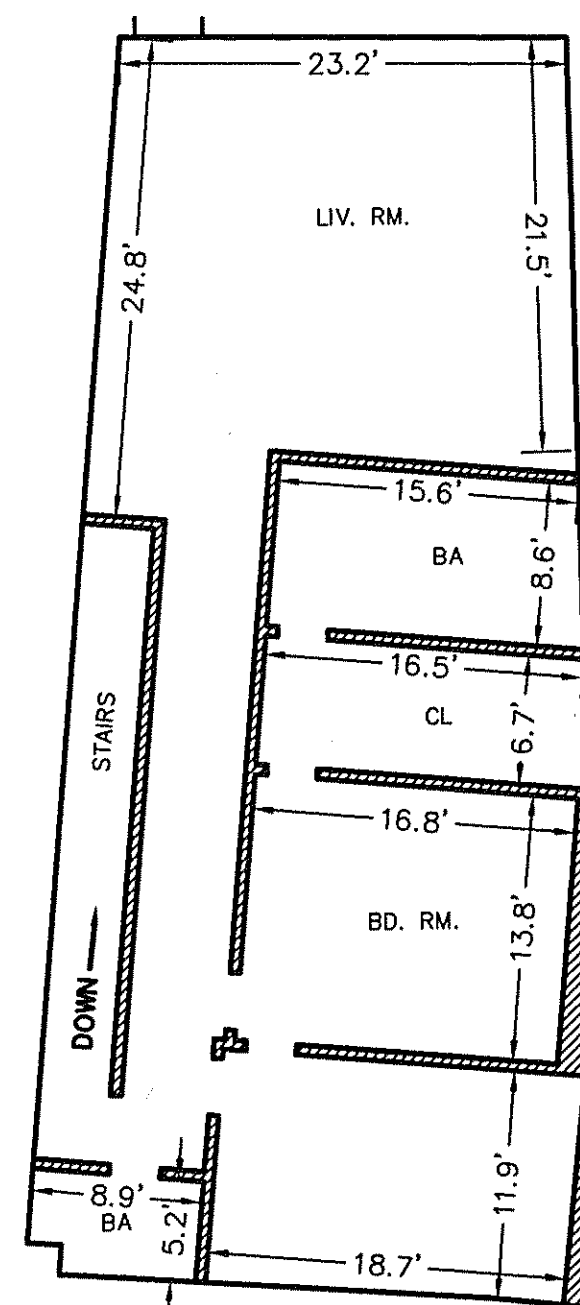 23.2'
LIV. RM.
21.5'
24.8'
15.6'
BA
8.6'
16.5'
CL
6.7'
STAIRS
16.8'
BD. RM.
13.8'
DOWN
8.9'
BA
5.2'
11.9'
18.7'